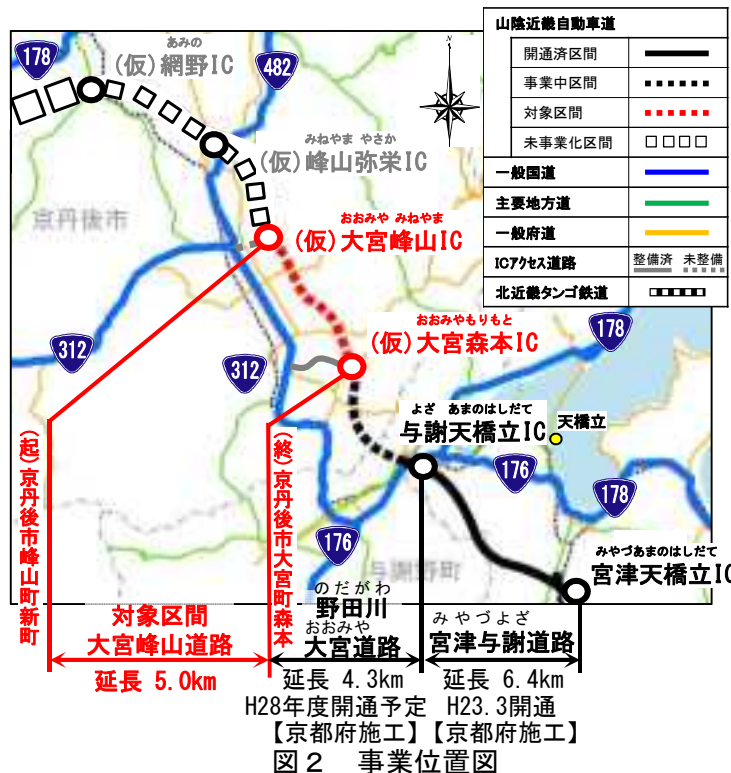 山陰近畿自動車道
開通済区間
事業中区間
対象区間
未事業化区間
一般国道
主要地方道
一般府道
ICアクセス道路
整備済 未整備
北近畿タンゴ鉄道
N
178
482
あみの
(仮)網野IC
みねやま やさか
(仮)峰山弥栄IC
京丹後市
おおみや みねやま
(仮)大宮峰山IC
おおみやもりもと
(仮)大宮森本IC
178
312
312
よざ あまのはしだて
与謝天橋立IC
天橋立
176
178
176
与謝野町
みやづあまのはしだて
宮津天橋立IC
(起)京丹後市峰山町新町
(終)京丹後市大宮町森本
対象区間
大宮峰山道路
延長 5.0km
のだがわ
野田川
おおみや
大宮道路
延長 4.3km
H28年度開通予定
【京都府施工】
みやづよざ
宮津与謝道路
延長 6.4km
H23.3開通
【京都府施工】
図2 事業位置図